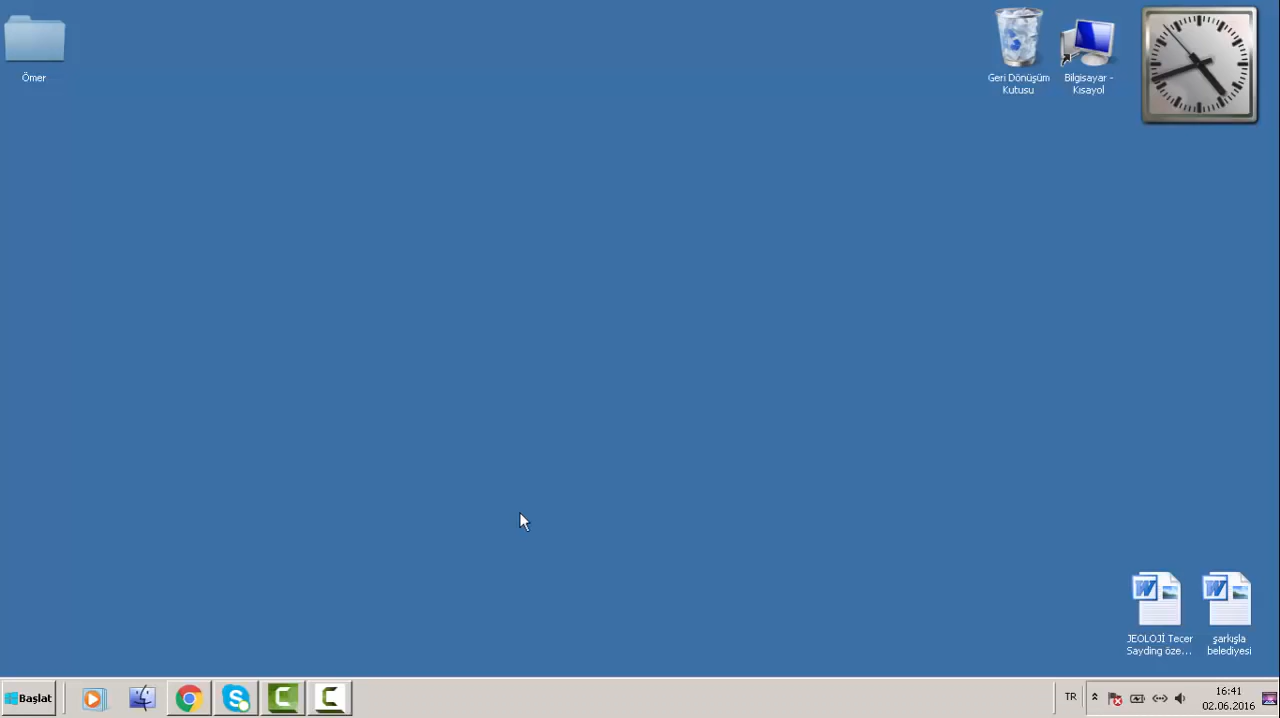 Ömer
Geri Dönüşüm
Kutusu
Bilgisayar -
Kısayol
JEOLOJİ Tecer
Sayding öze...
şarkışla
belediyesi
Başlat
TR
16:41
02.06.2016